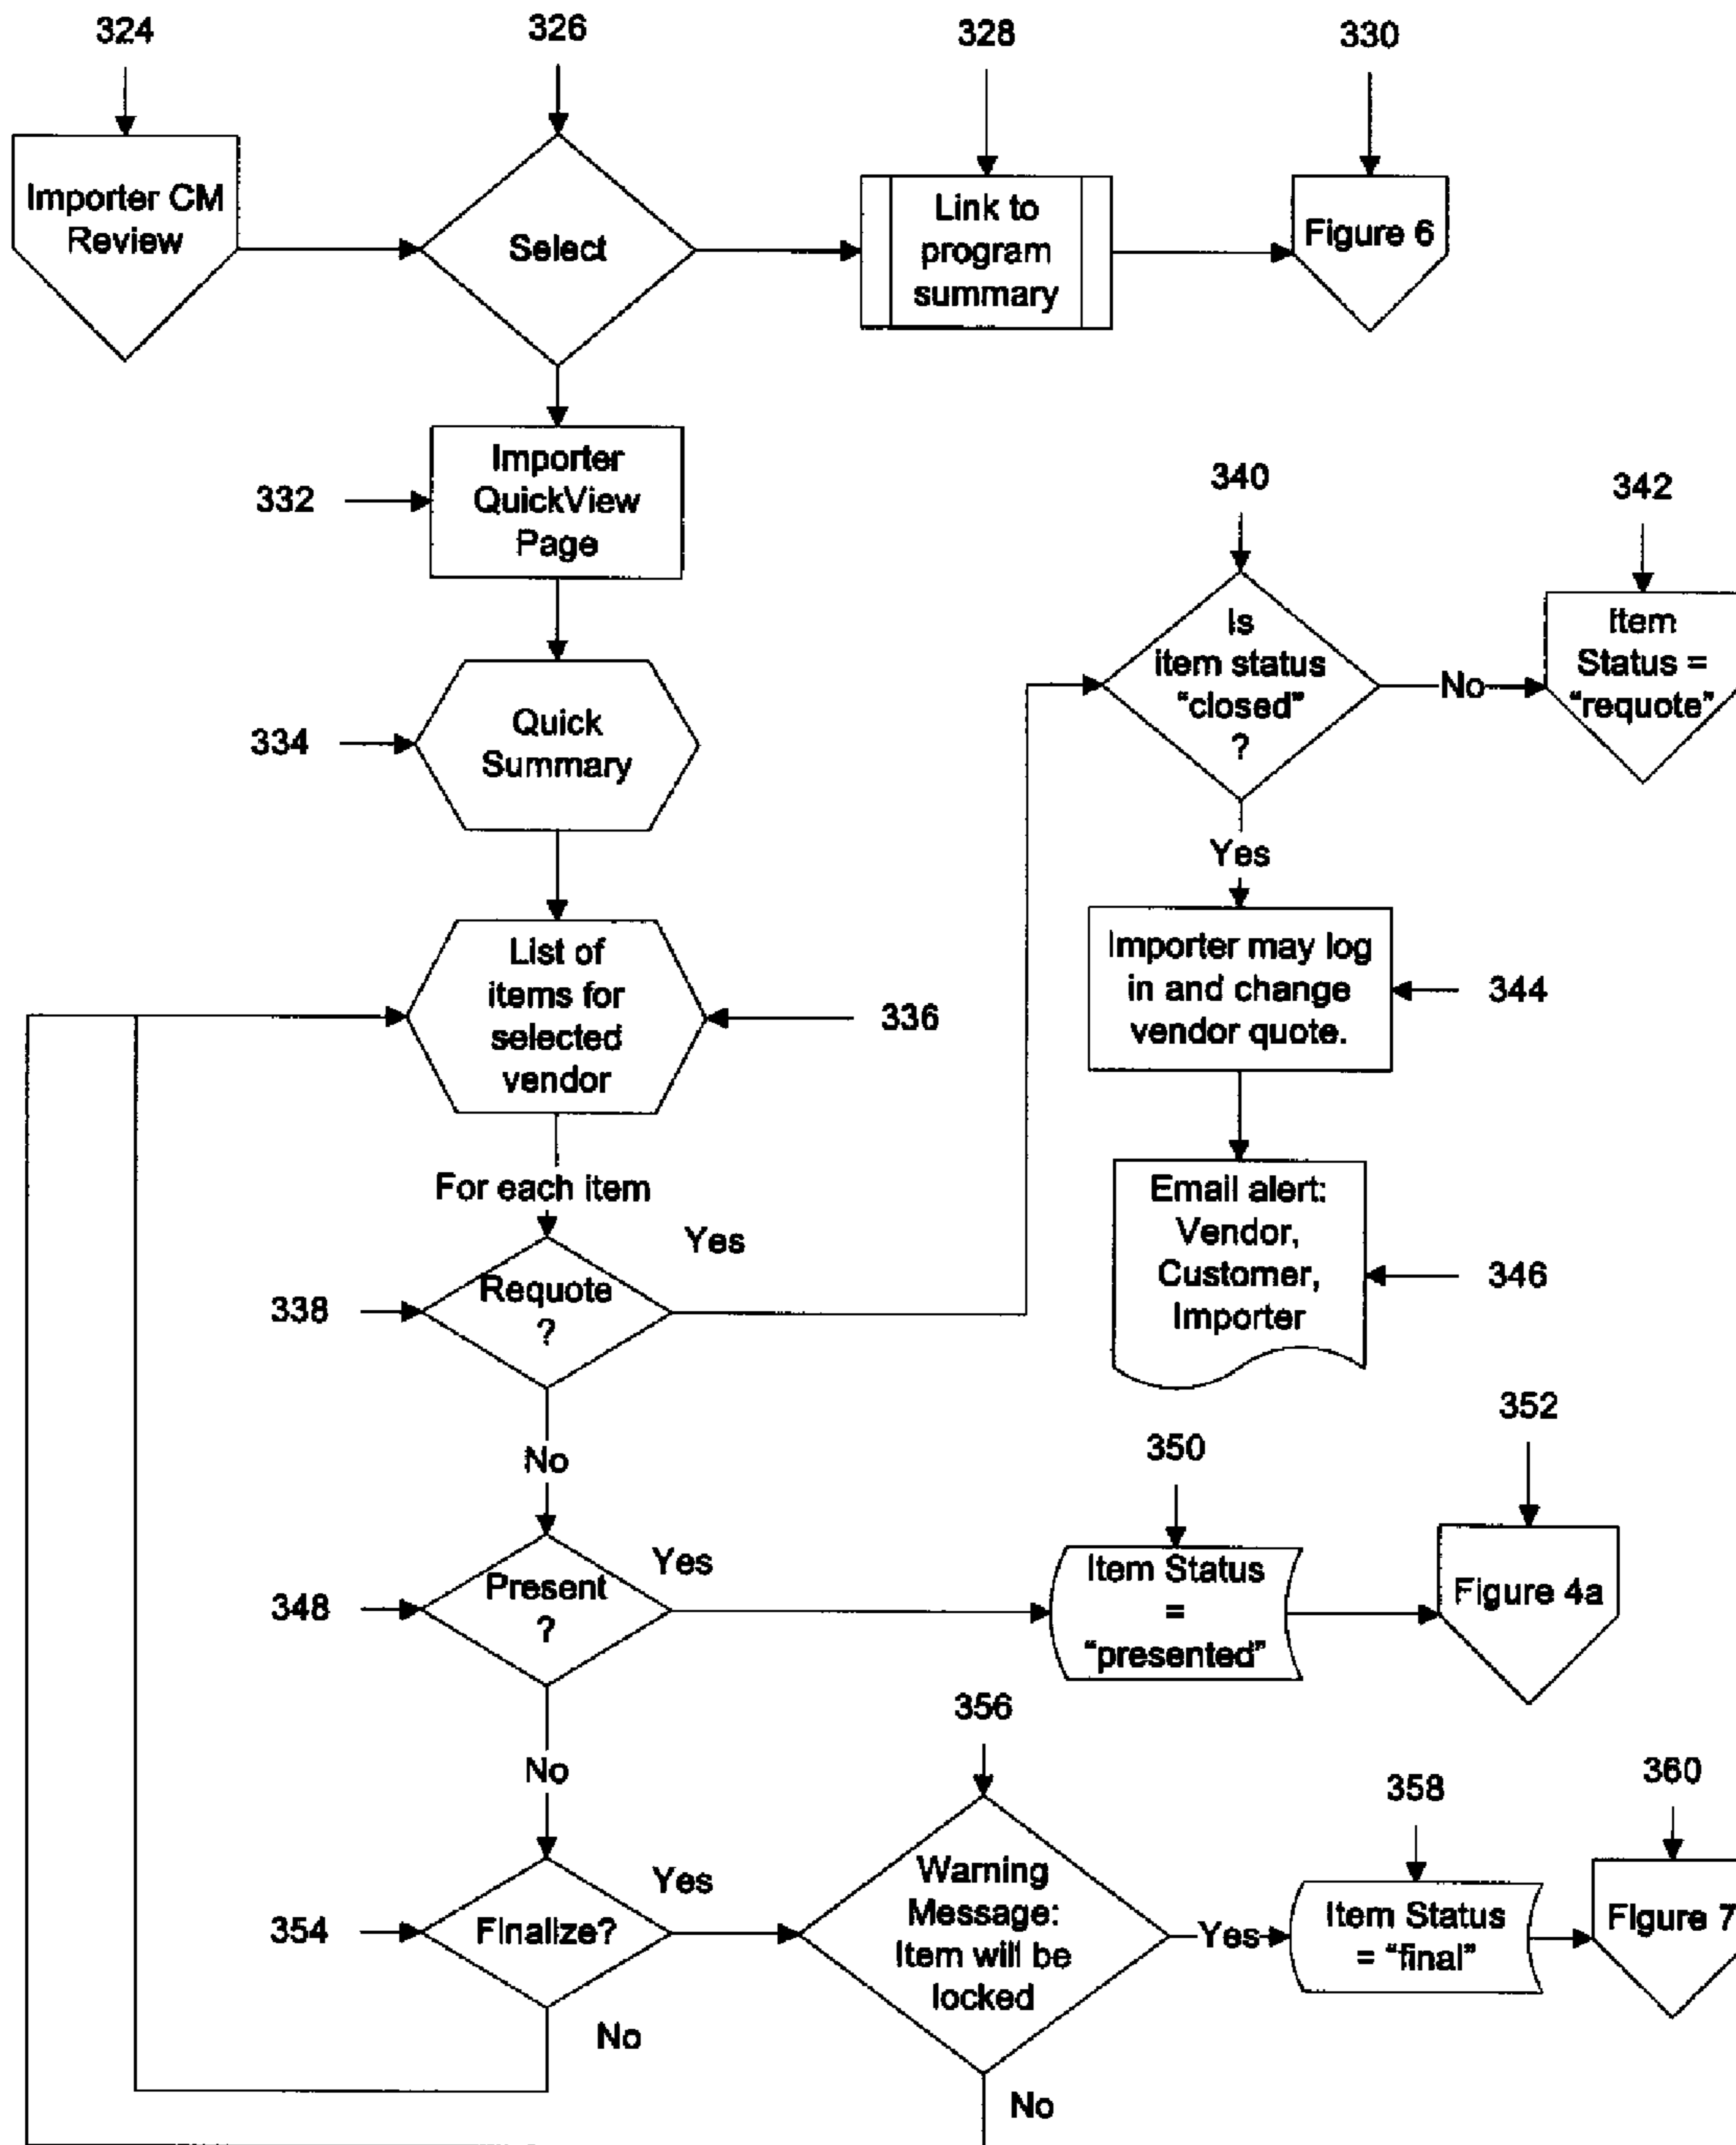 324
326
328
330
Importer CM
Review
Select
Link to
program
summary
Figure 6
332
Importer
QuickView
Page
340
342
Is
item status
“closed”
?
No
Item
Status =
“requote”
334
Quick
Summary
Yes
List of
items for
selected
vendor
336
Importer may log
in and change
vendor quote.
344
For each item
Email alert:
Vendor,
Customer,
Importer
346
338
Requote
?
Yes
No
350
352
348
Present
?
Yes
Item Status
=
“presented”
Figure 4a
No
356
358
360
354
Finalize?
Yes
Warning
Message:
Item will be
locked
Yes
Item Status
= “final”
Figure 7
No
No